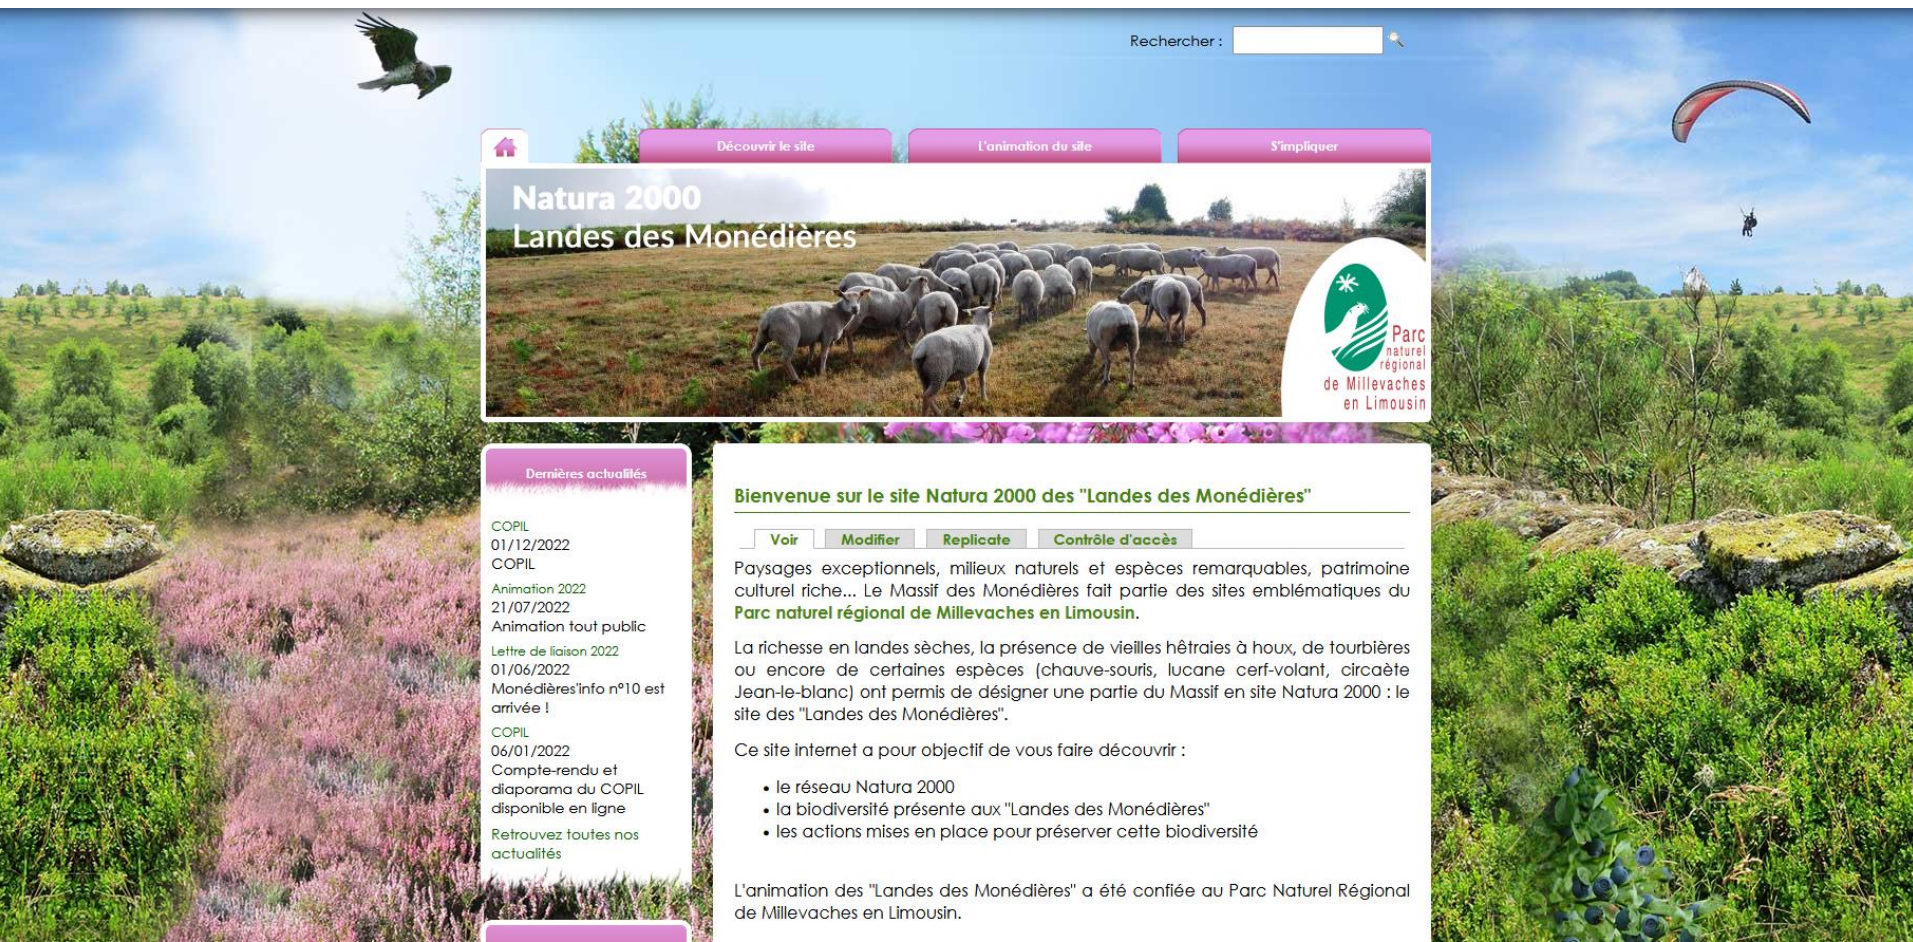 Rechercher :
Découvrir le site
L'animation du site
S'impliquer
Natura 2000
Landes des Monédières
Parc
naturel
régional
de Millevaches
en Limousin
Dernières actualités
COPIL
01/12/2022
COPIL
Animation 2022
21/07/2022
Animation tout public
Lettre de liaison 2022
01/06/2022
Monédières'info n°10 est
arrivée !
COPIL
06/01/2022
Compte-rendu et
diaporama du COPIL
disponible en ligne
Retrouvez toutes nos
actualités
Bienvenue sur le site Natura 2000 des "Landes des Monédières"
Voir
Modifier
Replicate
Contrôle d'accès
Paysages exceptionnels, milieux naturels et espèces remarquables, patrimoine
culturel riche... Le Massif des Monédières fait partie des sites emblématiques du
Parc naturel régional de Millevaches en Limousin.
La richesse en landes sèches, la présence de vieilles hêtraies à houx, de tourbières
ou encore de certaines espèces (chauve-souris, lucane cerf-volant, circaète
Jean-le-blanc) ont permis de désigner une partie du Massif en site Natura 2000 : le
site des "Landes des Monédières".
Ce site internet a pour objectif de vous faire découvrir :
• le réseau Natura 2000
• la biodiversité présente aux "Landes des Monédières"
• les actions mises en place pour préserver cette biodiversité
L'animation des "Landes des Monédières" a été confiée au Parc Naturel Régional
de Millevaches en Limousin.